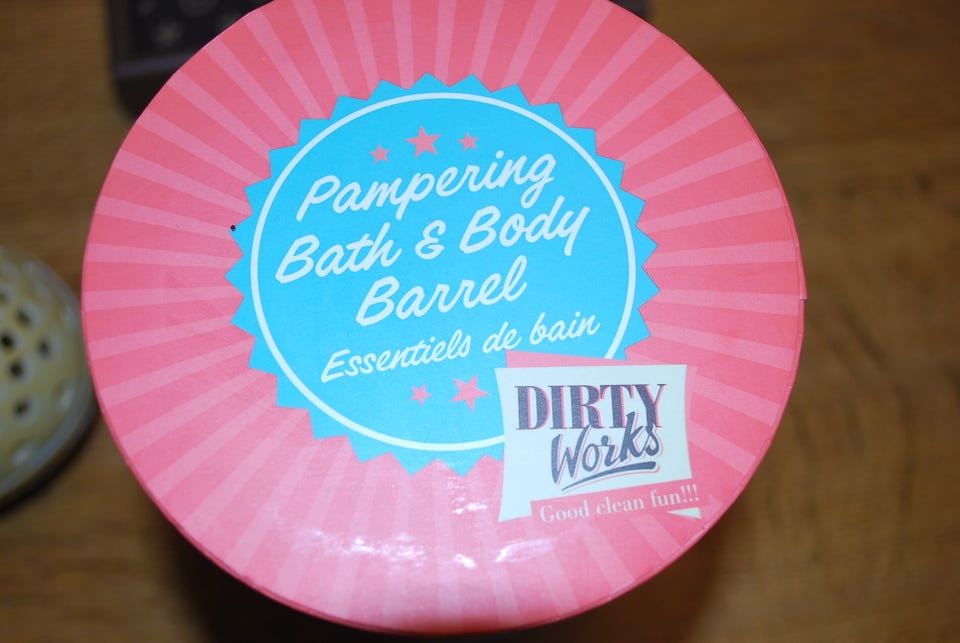 Pampering
Bath & Body
Barrel
Essentiels de bain
DIRTY
Works
Good clean fun!!!